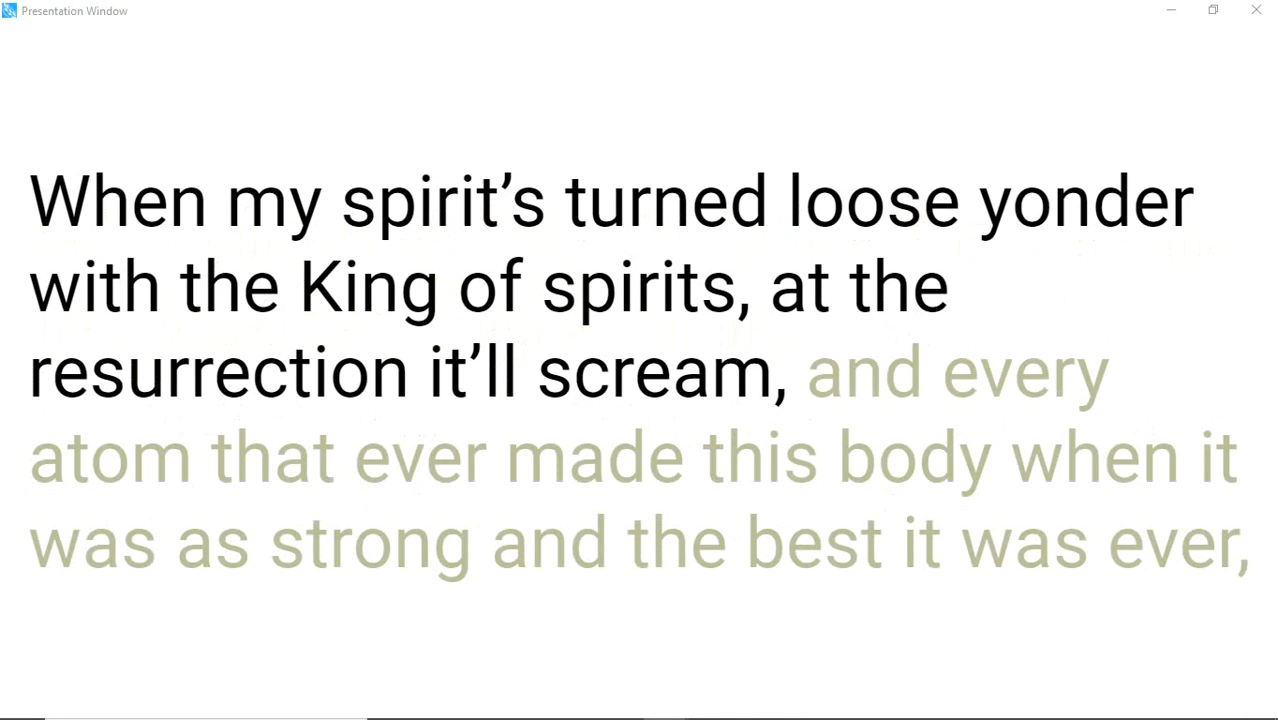 Presentation Window
When my spirit’s turned loose yonder
with the King of spirits, at the
resurrection it’ll scream, and every
atom that ever made this body when it
was as strong and the best it was ever,